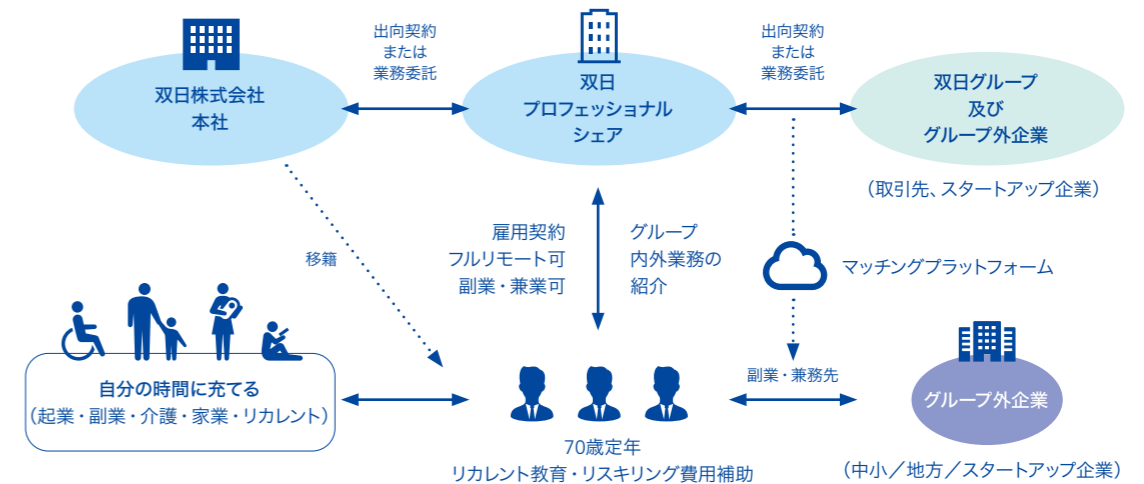 双日株式会社
本社
出向契約
または
業務委託
双日
プロフェッショナル
シェア
出向契約
または
業務委託
双日グループ
及び
グループ外企業
（取引先、スタートアップ企業）
移籍
雇用契約
フルリモート可
副業・兼業可
グループ
内外業務の
紹介
マッチングプラットフォーム
自分の時間に充てる
（起業・副業・介護・家業・リカレント）
70歳定年
リカレント教育・リスキリング費用補助
副業・兼務先
グループ外企業
（中小／地方／スタートアップ企業）